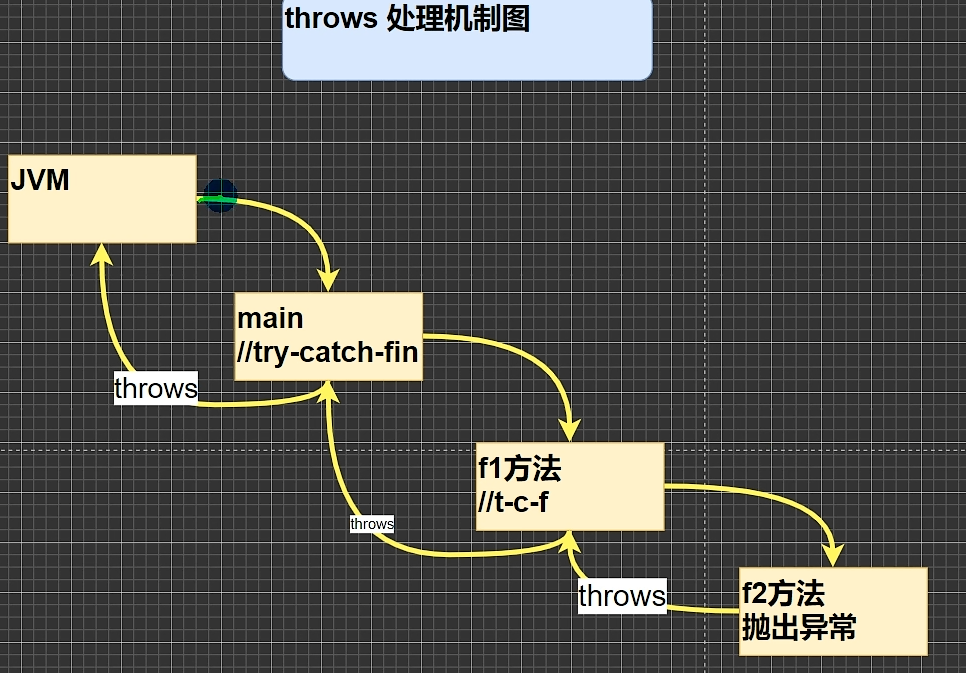 throws 处理机制图
JVM
main
//try-catch-fin
throws
f1方法
//t-c-f
throws
throws
f2方法
抛出异常